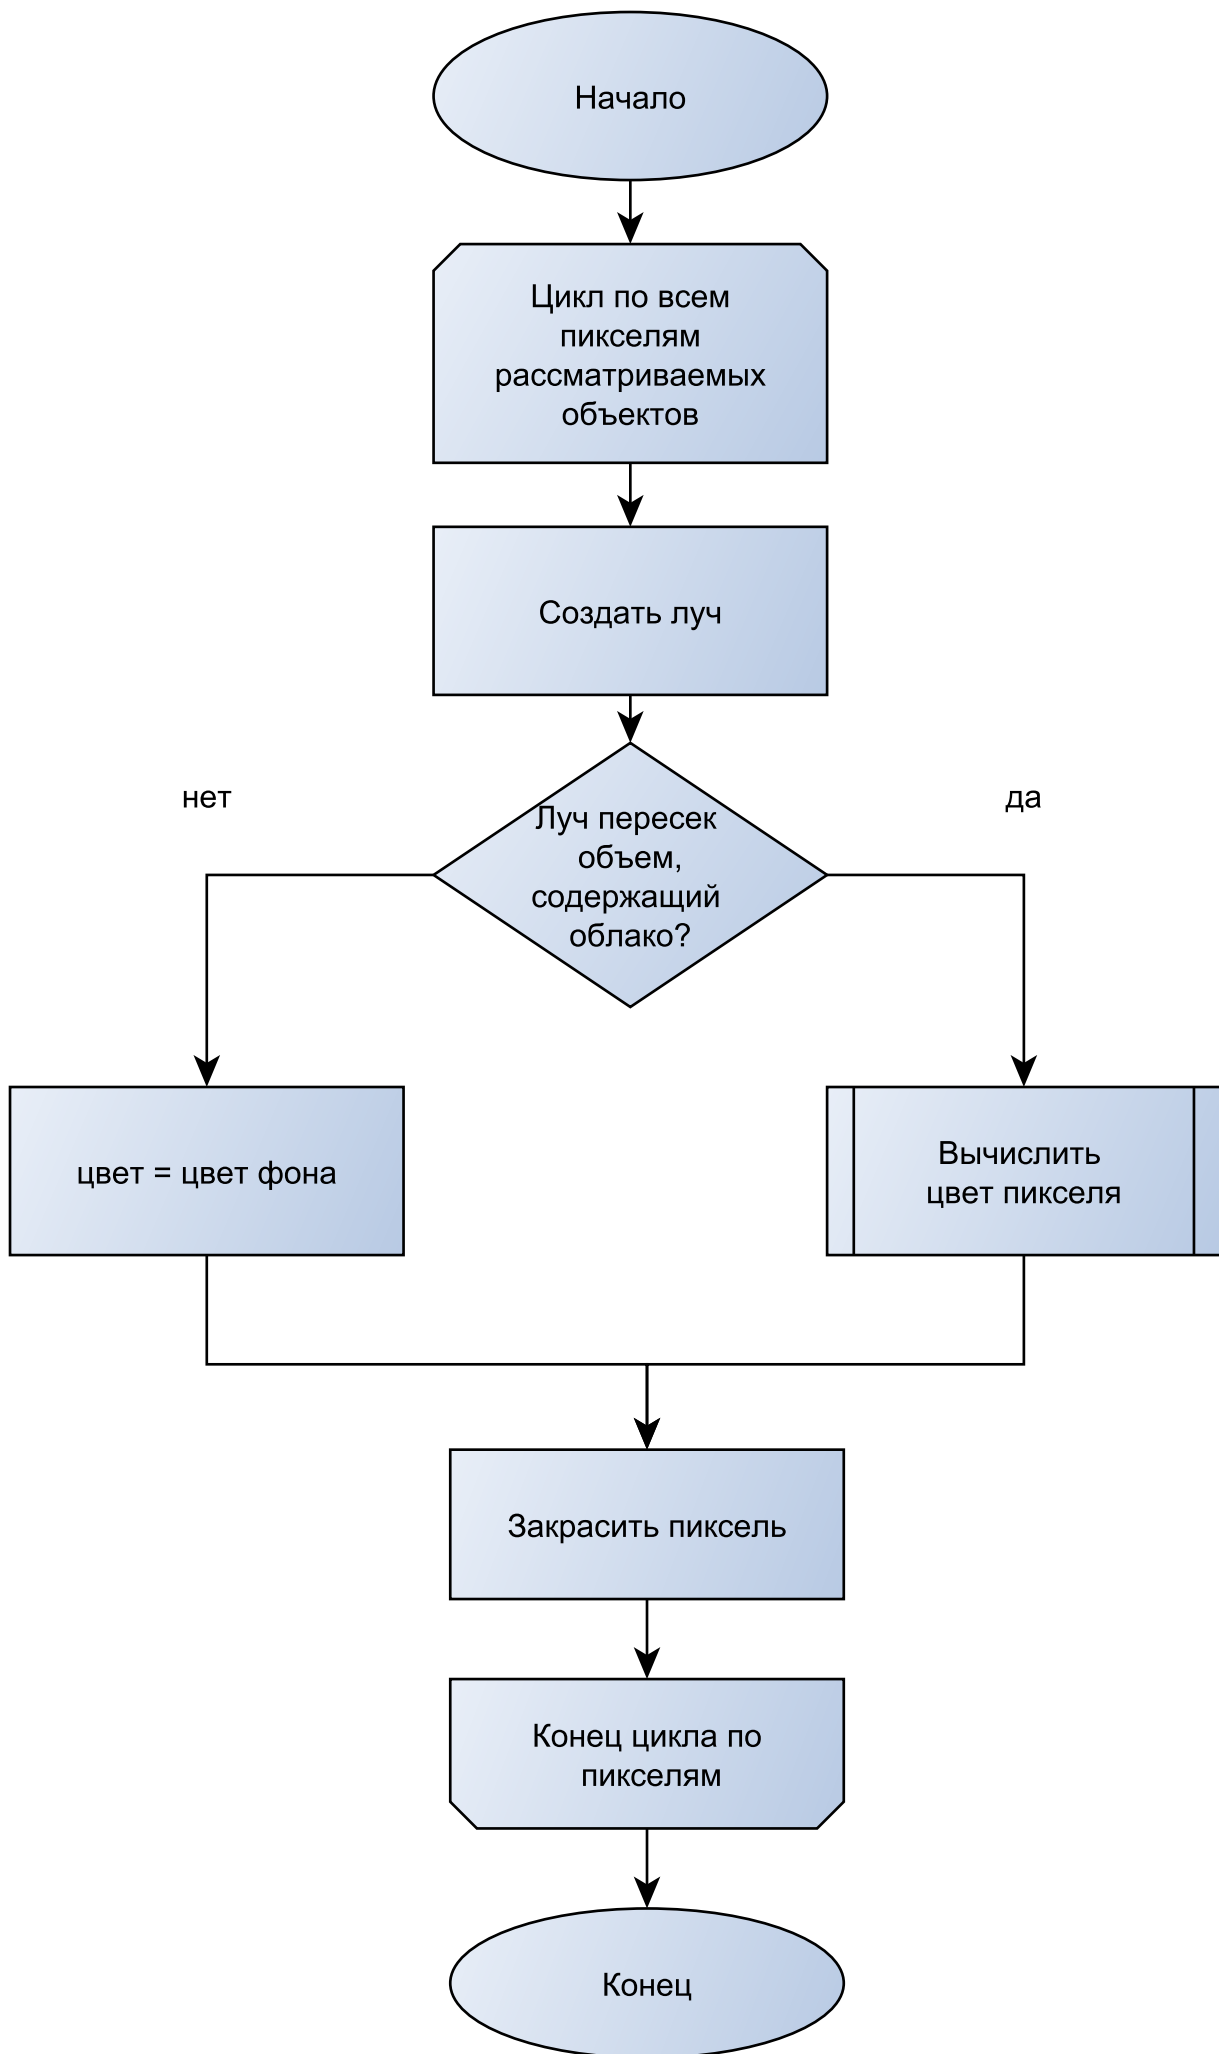 Начало
Цикл по всем
пикселям
рассматриваемых
объектов
Создать луч
нет
да
Луч пересек
объем,
содержащий
облако?
цвет = цвет фона
Вычислить
цвет пикселя
Закрасить пиксель
Конец цикла по
пикселям
Конец